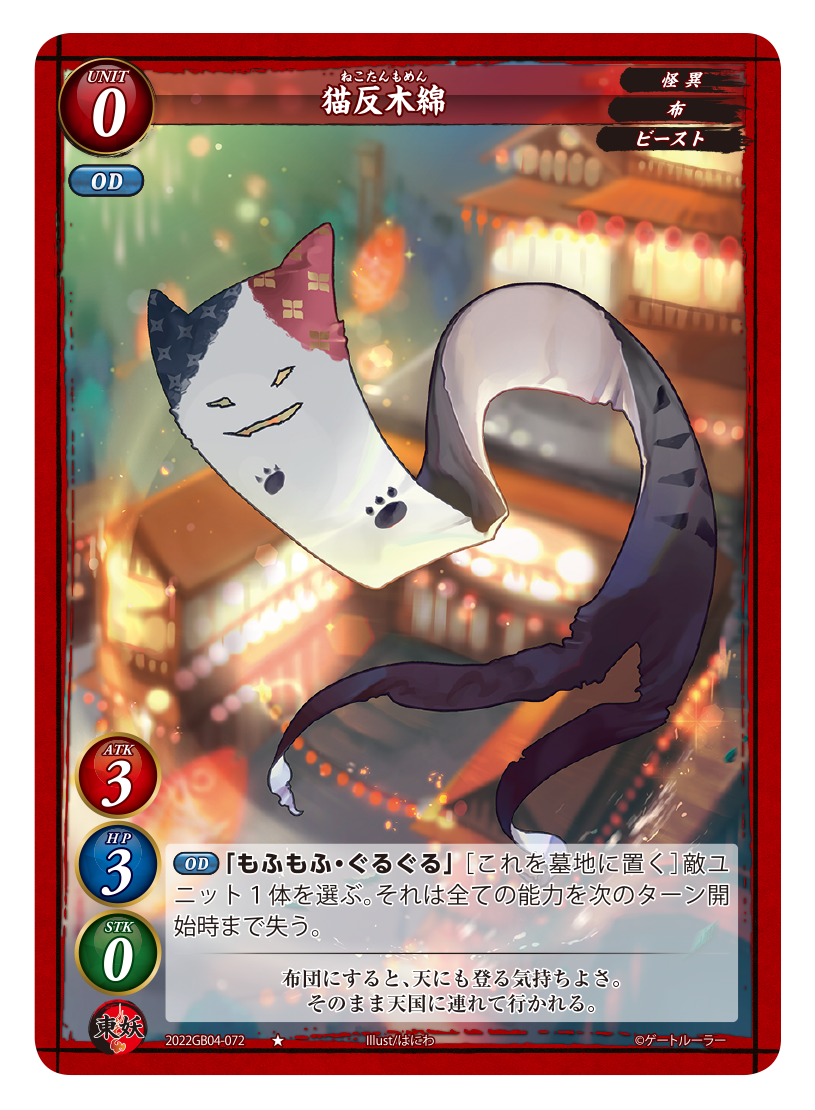 UNIT
0
OD
ねこたんもめん
猫反木綿
怪異
布
ビースト
ATK
3
HP
3
STK
0
東妖
OD 「もふもふ・ぐるぐる」 [これを墓地に置く]敵ユ
ニット1体を選ぶ。それは全ての能力を次のターン開
始時まで失う。
布団にすると、天にも登る気持ちよさ。
そのまま天国に連れて行かれる。
2022GB04-072 ★ Illust/はにわ ©ゲートルーラー